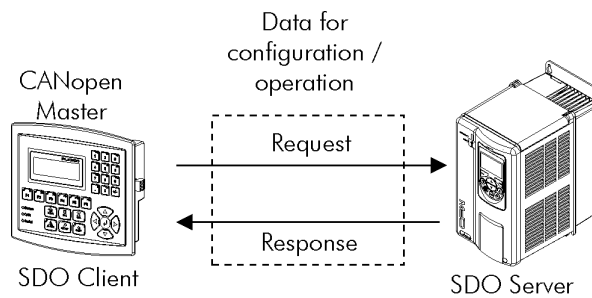 Data for
configuration /
operation
CANopen
Master
Request
Response
SDO Client
SDO Server